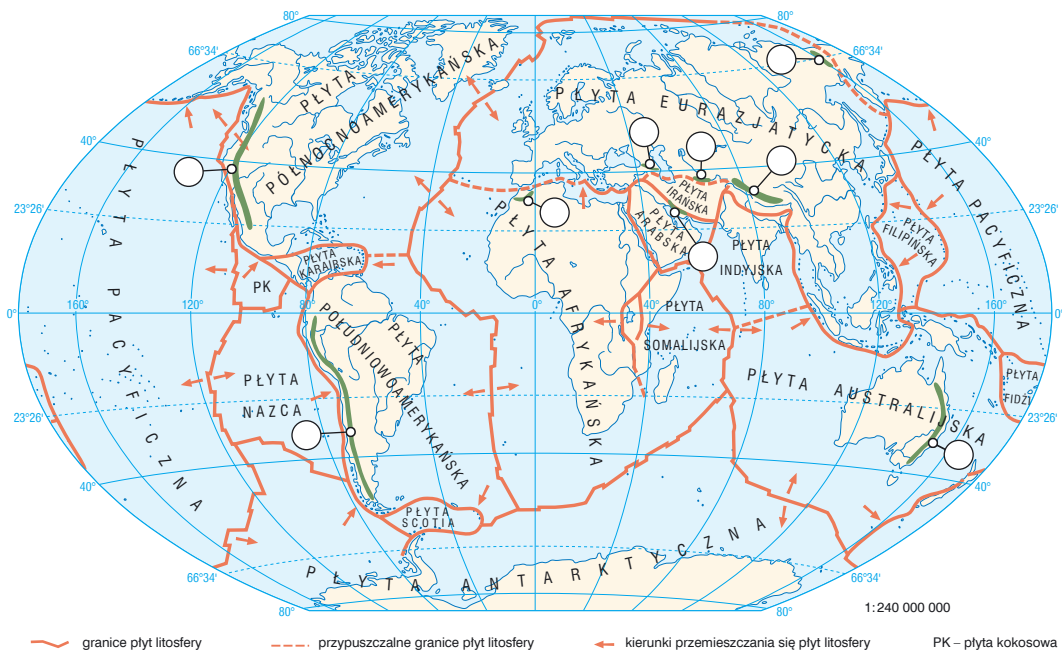 80°
80°
66°34'
66°34'
40°
40°
23°26'
23°26'
160°
120°
80°
40°
0°
40°
80°
120°
160°
0°
0°
23°26'
23°26'
40°
40°
66°34'
66°34'
80°
80°
PŁYTA
PÓŁNOCNOAMERYKAŃSKA
PŁYTA EURAZJATYCKA
PŁYTA PACYFICZNA
PŁYTA PACYFICZNA
PŁYTA
IRAŃSKA
PŁYTA
ARABSKA
PŁYTA
FILIPIŃSKA
PŁYTA
KARAIBSKA
PK
PŁYTA AFRYKAŃSKA
PŁYTA
INDYJSKA
PŁYTA
SOMALIJSKA
PŁYTA
POŁUDNIOWOAMERYKAŃSKA
PŁYTA
NAZCA
PŁYTA AUSTRALIJSKA
PŁYTA
FIDŻI
PŁYTA
SCOTIA
PŁYTA ANTARKTYCZNA
1:240 000 000
granice płyt litosfery
przypuszczalne granice płyt litosfery
kierunki przemieszczania się płyt litosfery
PK – płyta kokosowa